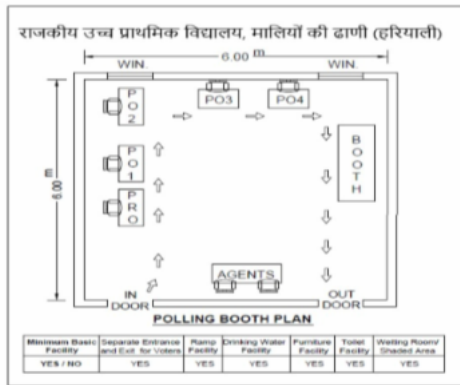 राजकीय उच्च प्राथमिक विद्यालय, मालियों की ढाणी (हरियाली)
6.00 m
WIN. WIN.
PO2
PO3 PO4
BOOTH
PO1
6.00 m
PRO
AGENTS
IN DOOR
OUT DOOR
POLLING BOOTH PLAN
Minimum Basic Facility Separate Entrance and Exit for Voters Ramp Facility Drinking Water Facility Furniture Facility Toilet Facility Waiting Room/ Shaded Area
YES / NO YES YES YES YES YES YES